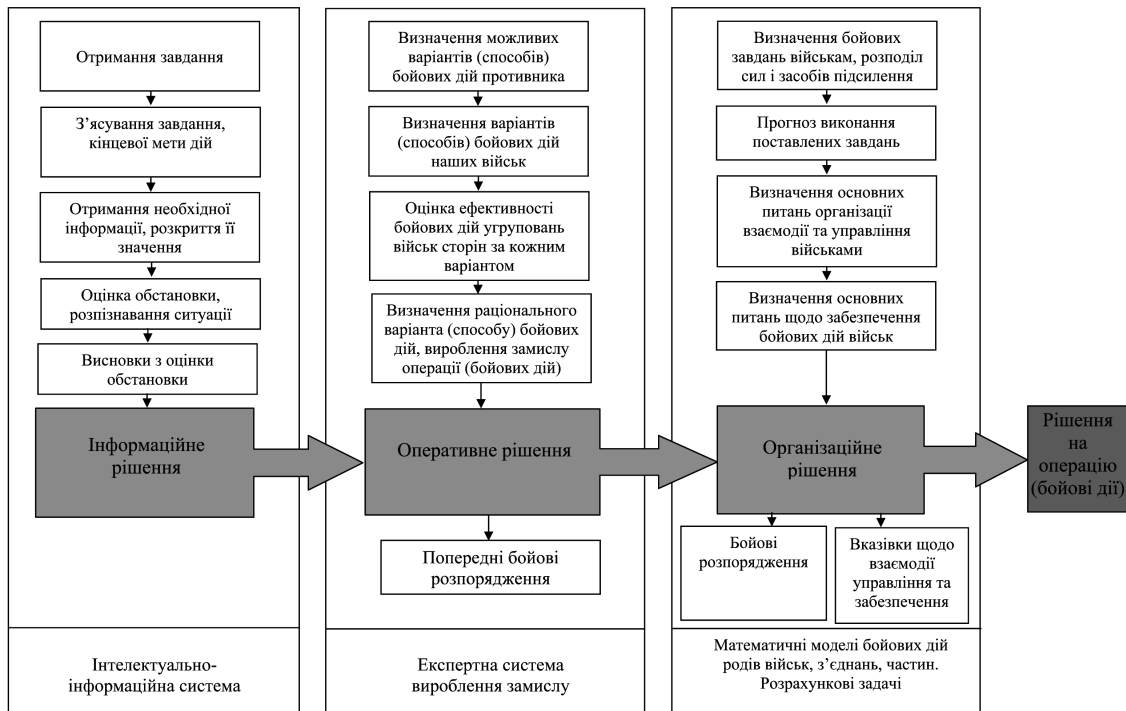 Отримання завдання
З’ясування завдання,
кінцевої мети дій
Отримання необхідної
інформації, розкриття її
значення
Оцінка обстановки,
розпізнавання ситуації
Висновки з оцінки
обстановки
Інформаційне
рішення
Інтелектуально-
інформаційна система
Визначення можливих
варіантів (способів)
бойових дій противника
Визначення варіантів
(способів) бойових дій
наших військ
Оцінка ефективності
бойових дій угруповань
військ сторін за кожним
варіантом
Визначення раціонального
варіанта (способу) бойових
дій, вироблення замислу
операції (бойових дій)
Оперативне рішення
Попередні бойові
розпорядження
Експертна система
вироблення замислу
Визначення бойових
завдань військам, розподіл
сил і засобів підсилення
Прогноз виконання
поставлених завдань
Визначення основних
питань організації
взаємодії та управління
військами
Визначення основних
питань щодо забезпечення
бойових дій військ
Організаційне
рішення
Бойові
розпорядження
Вказівки щодо
взаємодії
управління та
забезпечення
Математичні моделі бойових дій
родів військ, з’єднань, частин.
Розрахункові задачі
Рішення
на
операцію
(бойові дії)